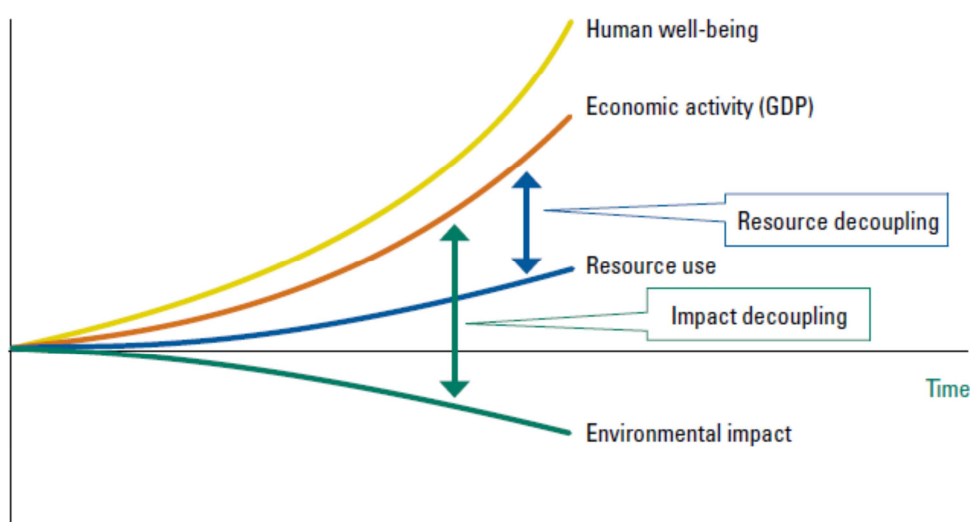 Human well-being
Economic activity (GDP)
Resource decoupling
Resource use
Impact decoupling
Time
Environmental impact